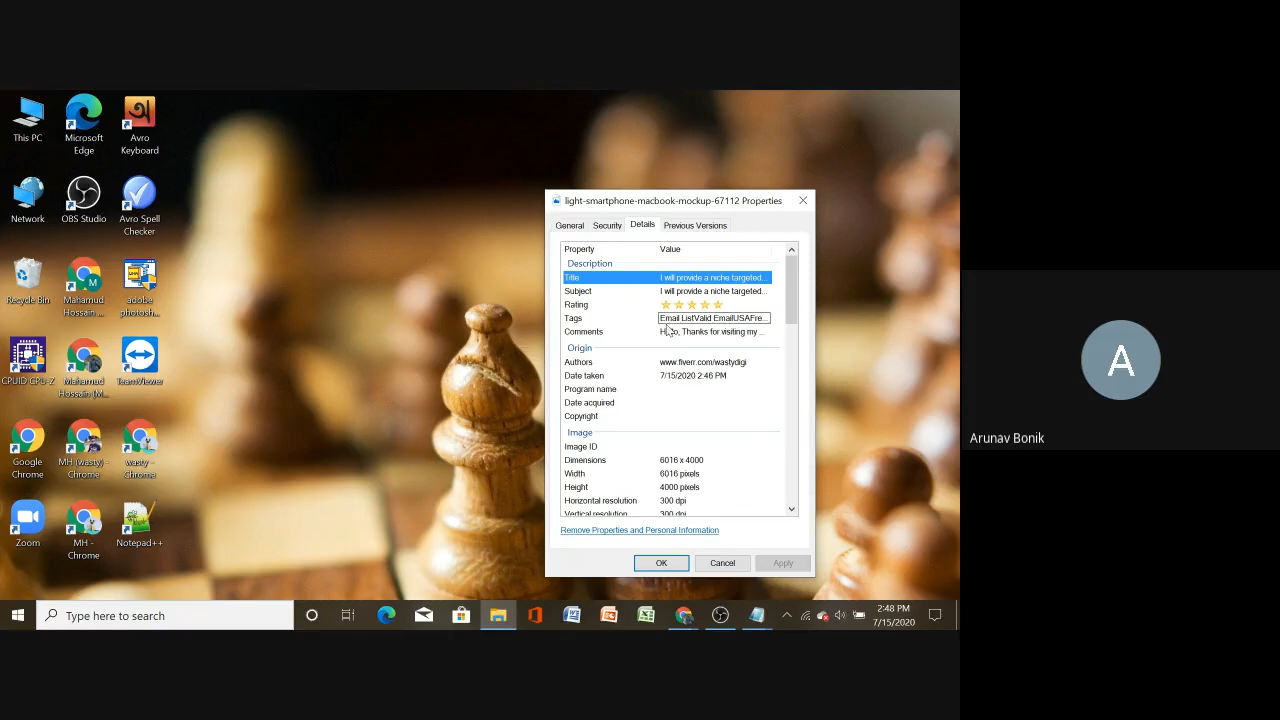 This PC
Microsoft
Edge
অ
Avro
Keyboard
Network
OBS Studio
Avro Spell
Checker
Recycle Bin
Mahamud
Hossain ...
adobe
photosh...
CPUID CPU-Z
Mahamud
Hossain (M...
TeamViewer
Google
Chrome
MH (wasty) -
Chrome
wasty -
Chrome
Zoom
MH -
Chrome
Notepad++
light-smartphone-macbook-mockup-67112 Properties
General Security Details Previous Versions
Property Value
Description
Title I will provide a niche targeted...
Subject I will provide a niche targeted...
Rating
Tags Email ListValid EmailUSAFre...
Comments Thanks for visiting my ...
Origin
Authors www.fiverr.com/wastydigi
Date taken 7/15/2020 2:46 PM
Program name
Date acquired
Copyright
Image
Image ID
Dimensions 6016 x 4000
Width 6016 pixels
Height 4000 pixels
Horizontal resolution 300 dpi
Vertical resolution 300 dpi
Remove Properties and Personal Information
OK Cancel Apply
Type here to search
2:48 PM
7/15/2020
A
Arunav Bonik